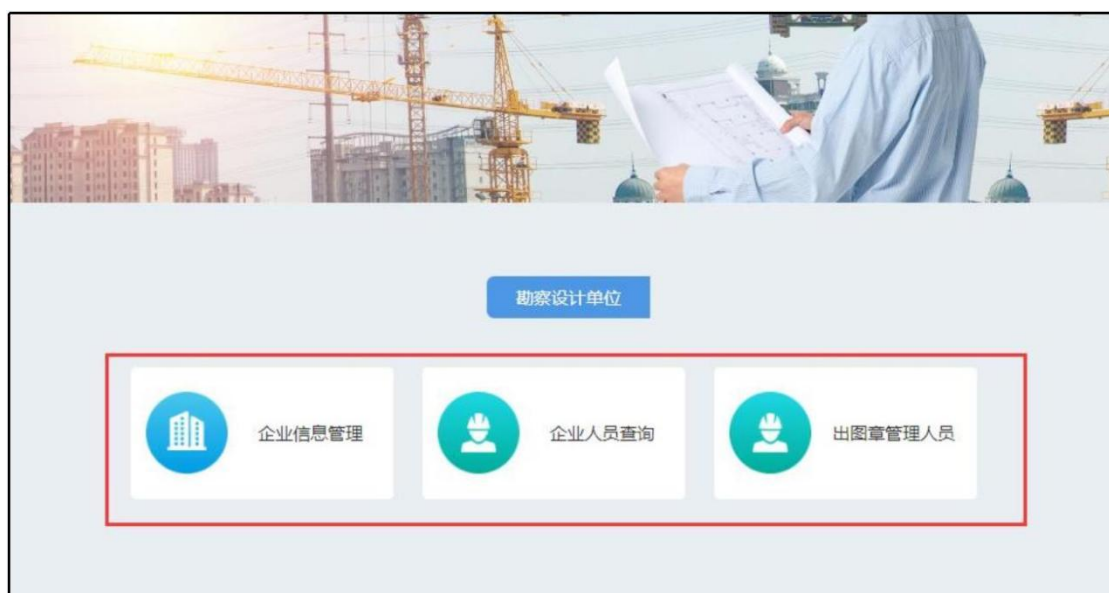 勘察设计单位
企业信息管理
企业人员查询
出图章管理人员